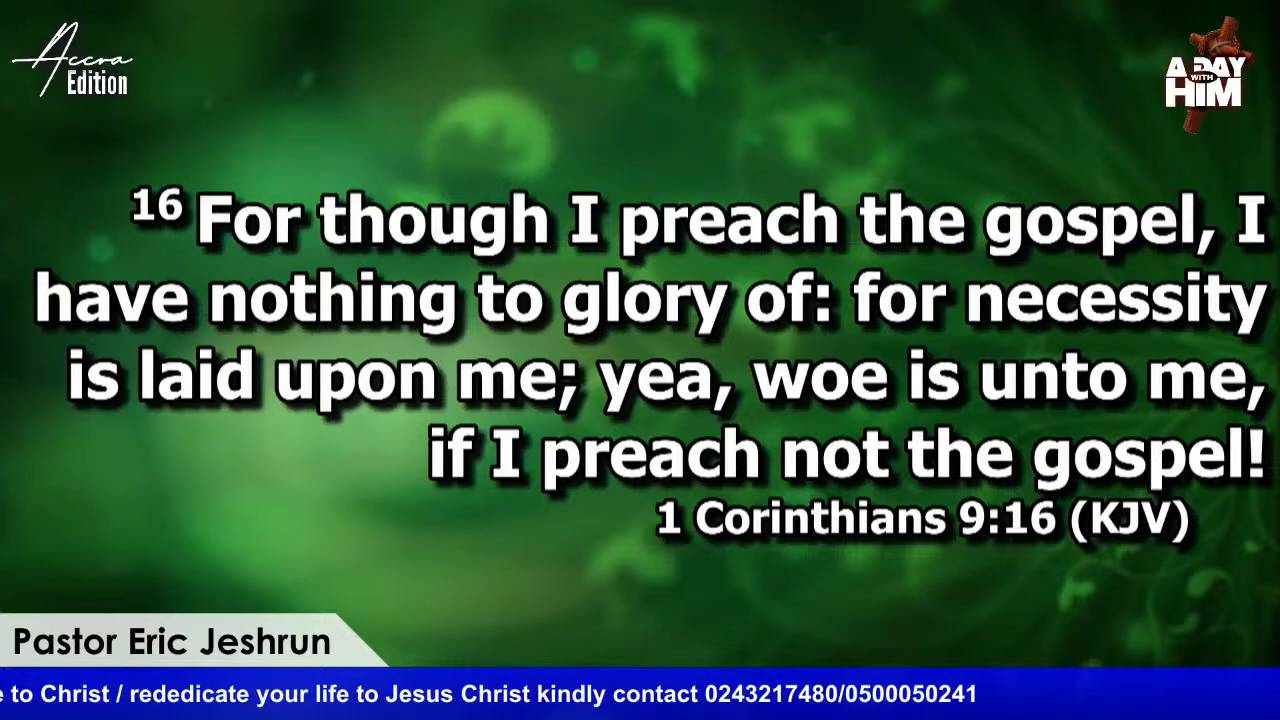 Accra
Edition
A DAY
WITH
HIM
16 For though I preach the gospel, I
have nothing to glory of: for necessity
is laid upon me; yea, woe is unto me,
if I preach not the gospel!
1 Corinthians 9:16 (KJV)
Pastor Eric Jeshrun
to Christ / rededicate your life to Jesus Christ kindly contact 0243217480/0500050241